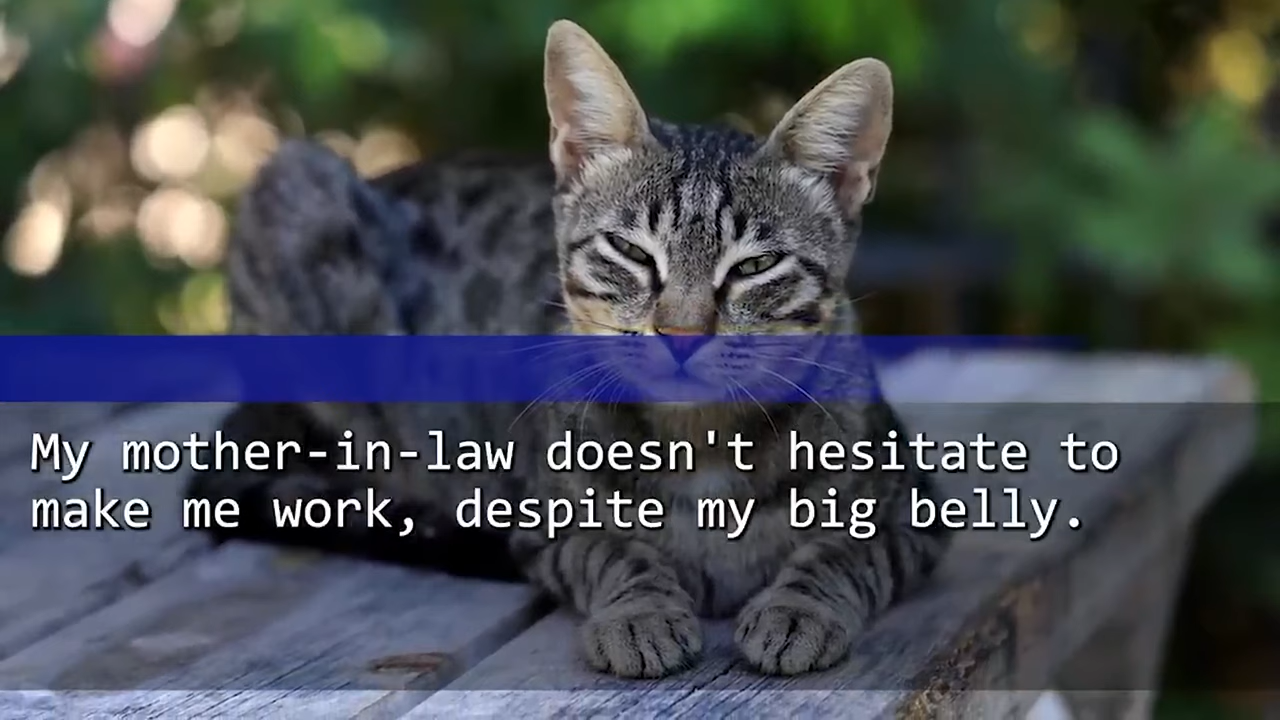 My mother-in-law doesn't hesitate to
make me work, despite my big belly.